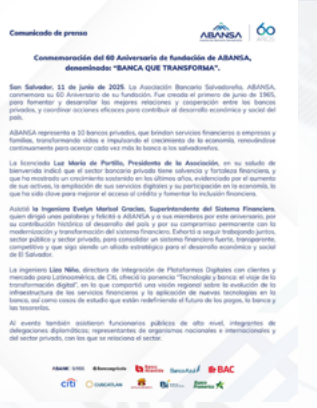 Comunicado de prensa
ABANSA
60
AÑOS
Conmemoración del 60 Aniversario de fundación de ABANSA,
denominado: “BANCA QUE TRANSFORMA”.
San Salvador, 11 de junio de 2025. La Asociación Bancaria Salvadoreña, ABANSA,
conmemora su 60 Aniversario de su fundación. Fue creada el primero de junio de 1965,
para fomentar y desarrollar las mejores relaciones y cooperación entre los bancos
privados, y coordinar acciones eficaces para contribuir al desarrollo económico y social del
país.
ABANSA representa a 10 bancos privados, que brindan servicios financieros a empresas y
familias, transformando vidas e impulsando el crecimiento de la economía, renovándose
continuamente para acercar cada vez más la banca a los salvadoreños.
La licenciada Luz María de Portillo, Presidenta de la Asociación, en su saludo de
bienvenida indicó que el sector bancario privado tiene solvencia y fortaleza financiera, y
que ha mostrado un crecimiento sostenido en los últimos años, evidenciado por el aumento
de sus activos, la ampliación de sus servicios digitales y su participación en la economía, lo
que ha sido clave para mejorar el acceso al crédito y fomentar la inclusión financiera.
Asistió la Ingeniera Evelyn Marisol Gracias, Superintendente del Sistema Financiero,
quien dirigió unas palabras y felicitó a ABANSA y a sus miembros por este aniversario, por
su contribución histórica al desarrollo del país y por su compromiso permanente con la
modernización y transformación del sistema financiero. Exhortó a seguir trabajando juntos,
sector público y sector privado, para consolidar un sistema financiero fuerte, transparente,
competitivo y que siga siendo un aliado estratégico para el desarrollo económico y social
de El Salvador.
La ingeniera Liza Niño, directora de Integración de Plataformas Digitales con clientes y
mercado para Latinoamérica, de Citi, ofreció la ponencia “Tecnología y banca: el viaje de la
transformación digital”, en la que compartió una visión regional sobre la evolución de la
infraestructura de los servicios financieros y la aplicación de nuevas tecnologías en la
banca, así como casos de estudio que están redefiniendo el futuro de los pagos, la banca y
las tesorerías.
Al evento también asistieron funcionarios públicos de alto nivel, integrantes de
delegaciones diplomáticas; representantes de organismos nacionales e internacionales y
del sector privado, con los que se relaciona el sector.
ABANK
Bancoagrícola
Banco Azul
BAC
citi
CUSCATLAN